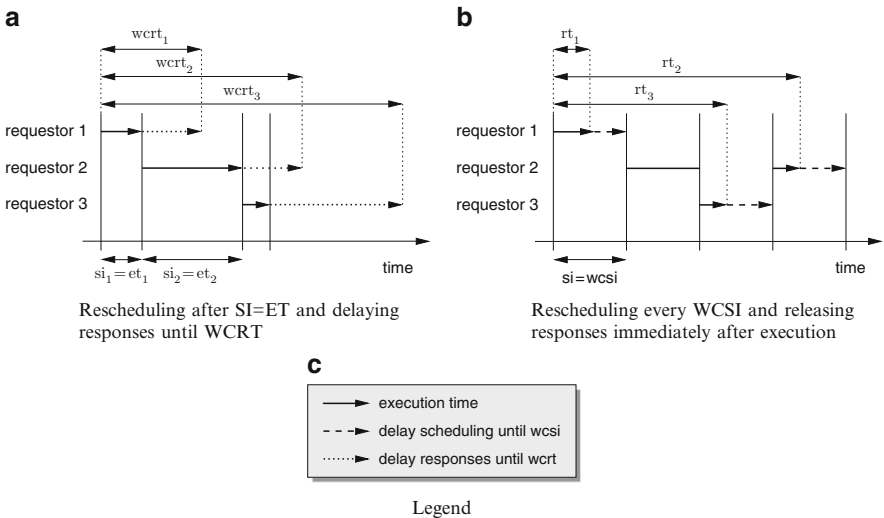 a
wcrt₁
wcrt₂
wcrt₃
requestor 1
requestor 2
requestor 3
si₁=et₁
si₂=et₂
time
Rescheduling after SI=ET and delaying
responses until WCRT
b
rt₁
rt₂
rt₃
requestor 1
requestor 2
requestor 3
si=wcsi
time
Rescheduling every WCSI and releasing
responses immediately after execution
c
execution time
delay scheduling until wcsi
delay responses until wcrt
Legend